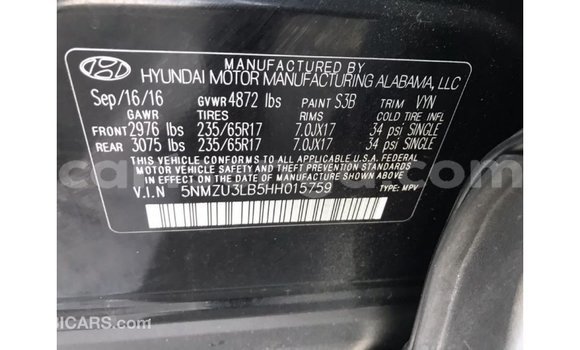 MANUFACTURED BY
HYUNDAI MOTOR MANUFACTURING ALABAMA, LLC
Sep/16/16 GVWR 4872 lbs PAINT S3B TRIM VYN
GAWR TIRES RIMS COLD TIRE INFL
FRONT 2976 lbs 235/65R17 7.0JX17 34 psi SINGLE
REAR 3075 lbs 235/65R17 7.0JX17 34 psi SINGLE
THIS VEHICLE CONFORMS TO ALL APPLICABLE U.S.A. FEDERAL
MOTOR VEHICLE SAFETY AND THEFT PREVENTION STANDARDS
IN EFFECT ON THE DATE OF MANUFACTURE SHOWN ABOVE
V.I.N 5NMZU3LB5HH015759 TYPE: MPV
BICARS.com